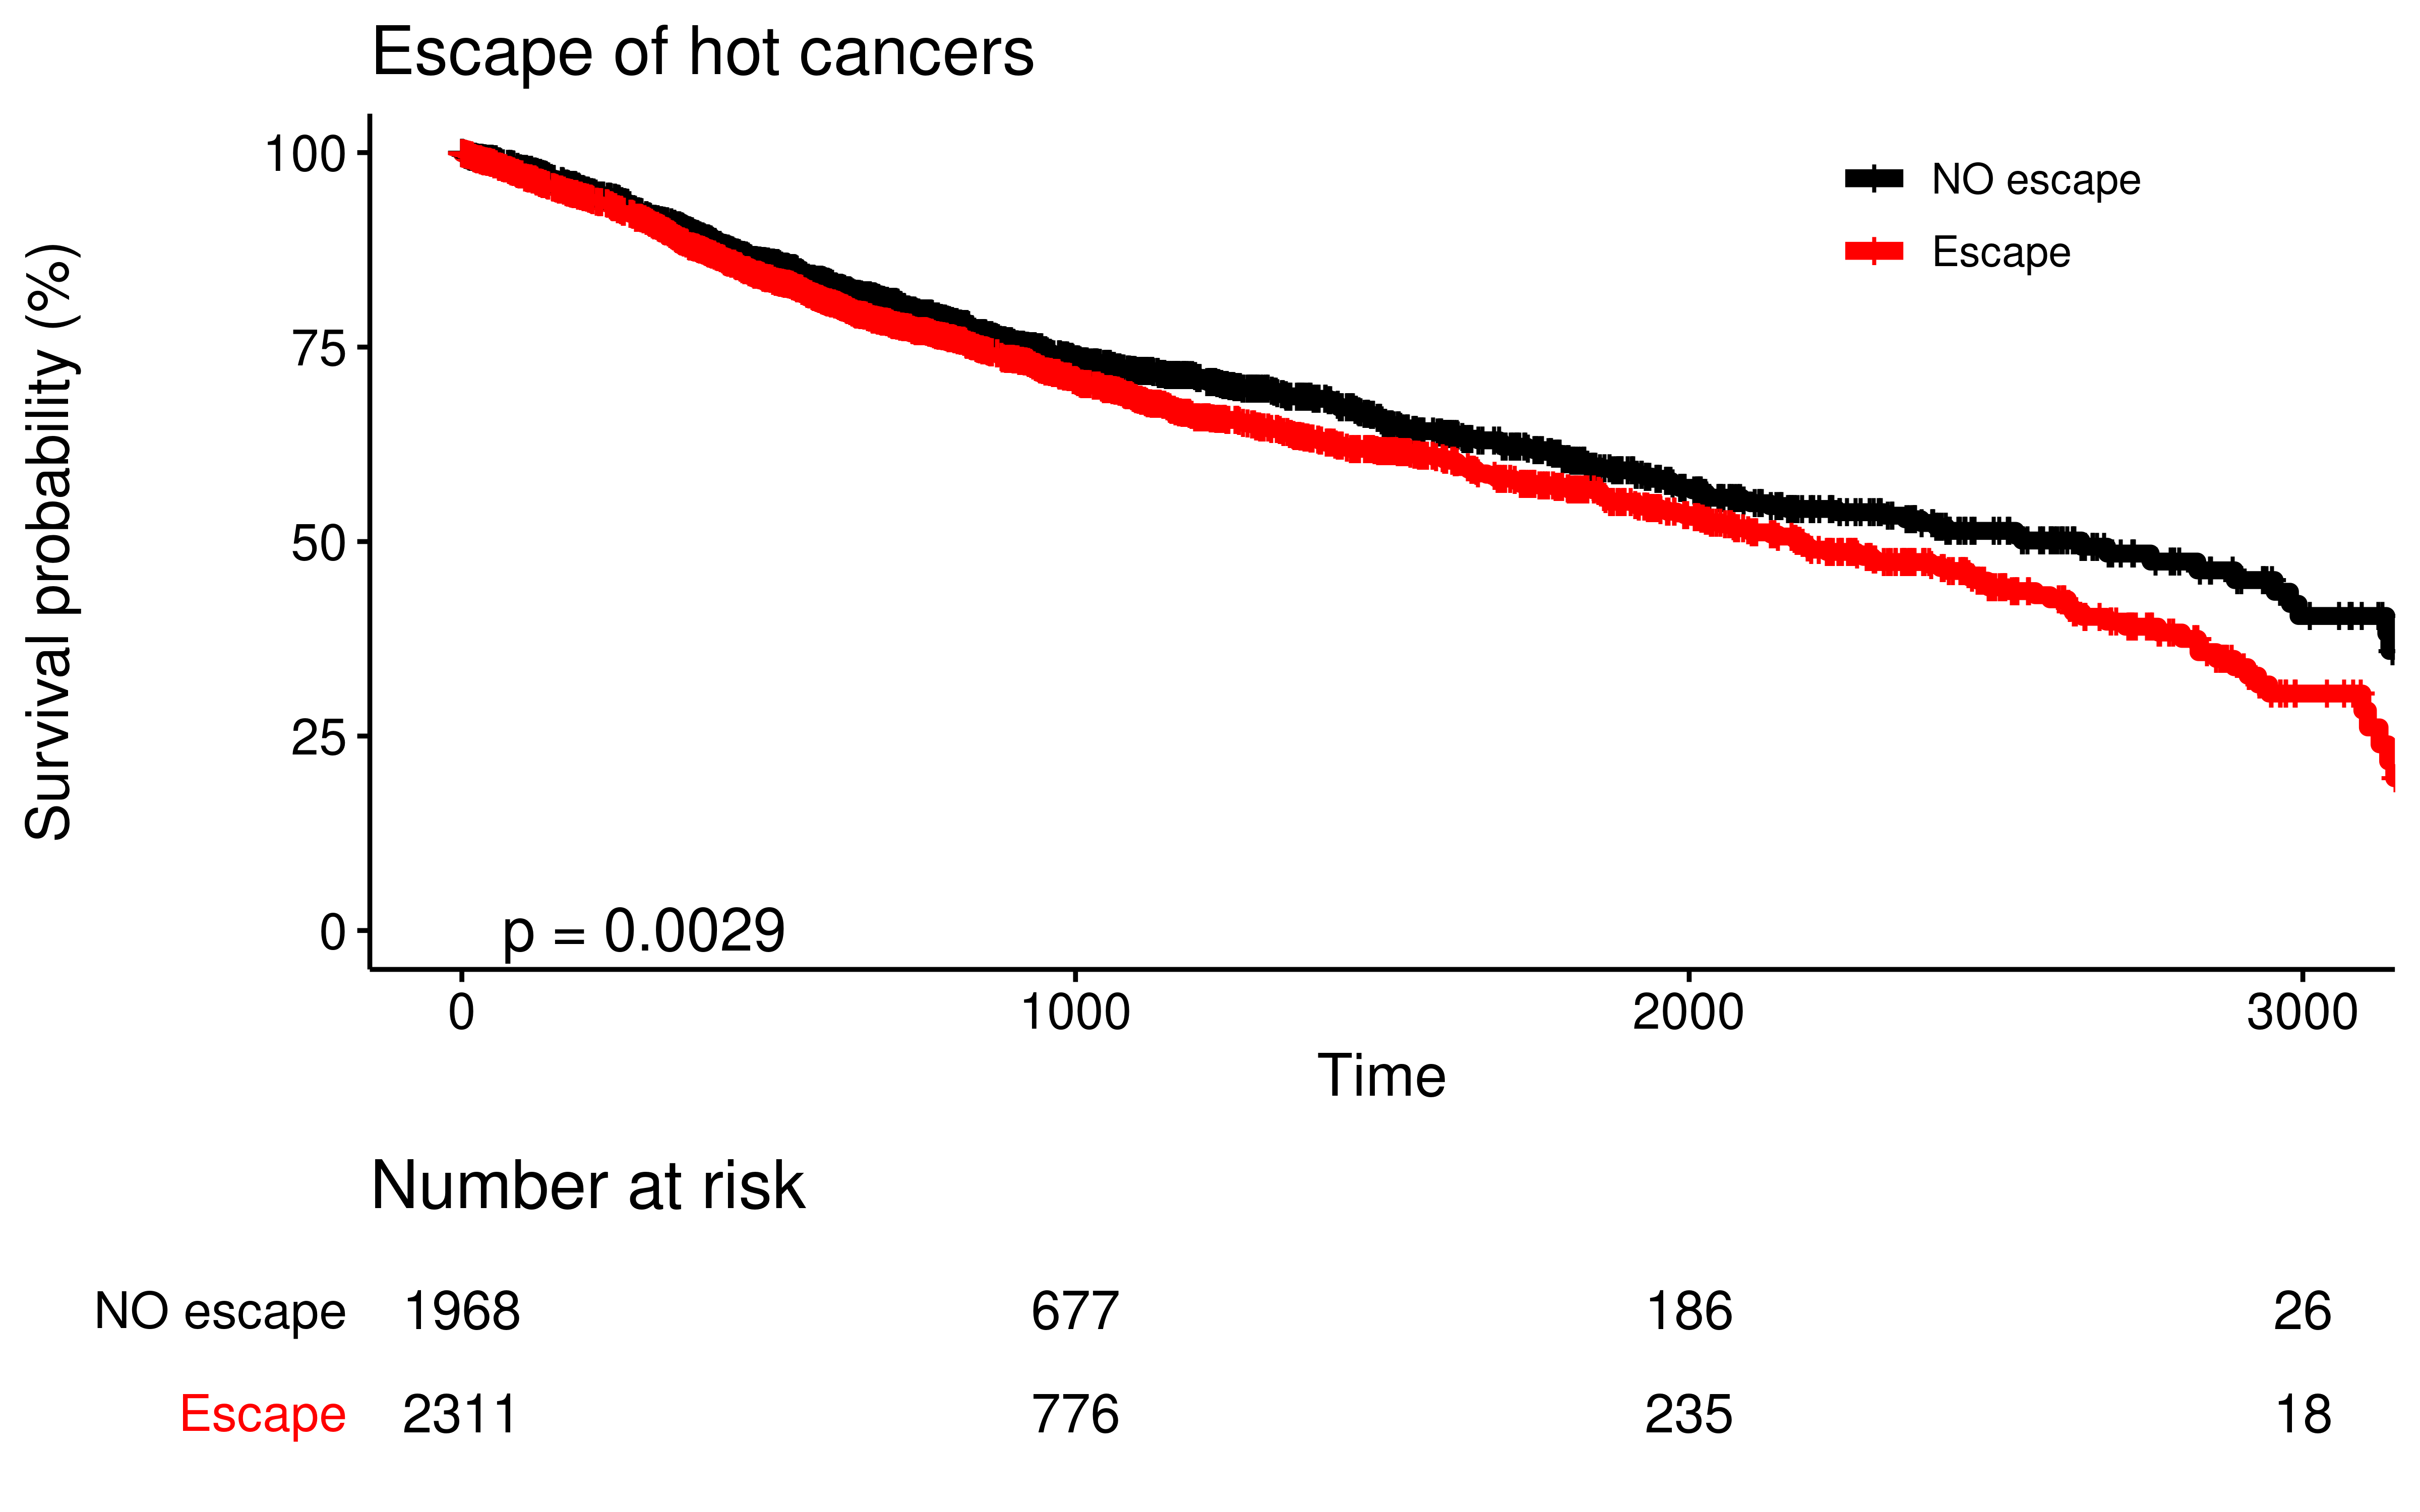 Escape of hot cancers
Survival probability (%)
100
75
50
25
0
NO escape
Escape
p = 0.0029
0 1000 2000 3000
Time
Number at risk
NO escape 1968 677 186 26
Escape 2311 776 235 18